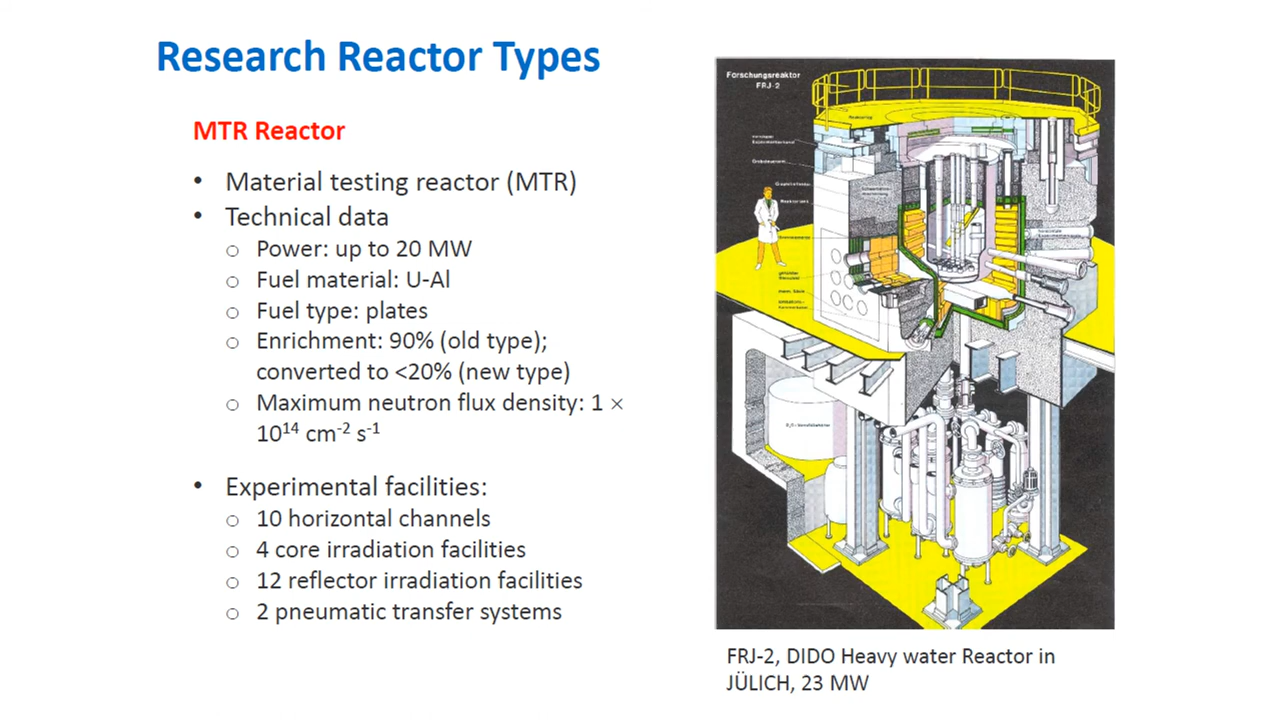 Research Reactor Types
MTR Reactor
• Material testing reactor (MTR)
• Technical data
o Power: up to 20 MW
o Fuel material: U-Al
o Fuel type: plates
o Enrichment: 90% (old type);
converted to <20% (new type)
o Maximum neutron flux density: 1 ×
10¹⁴ cm⁻² s⁻¹
• Experimental facilities:
o 10 horizontal channels
o 4 core irradiation facilities
o 12 reflector irradiation facilities
o 2 pneumatic transfer systems
Forschungsreaktor
FRJ-2
FRJ-2, DIDO Heavy water Reactor in
JÜLICH, 23 MW